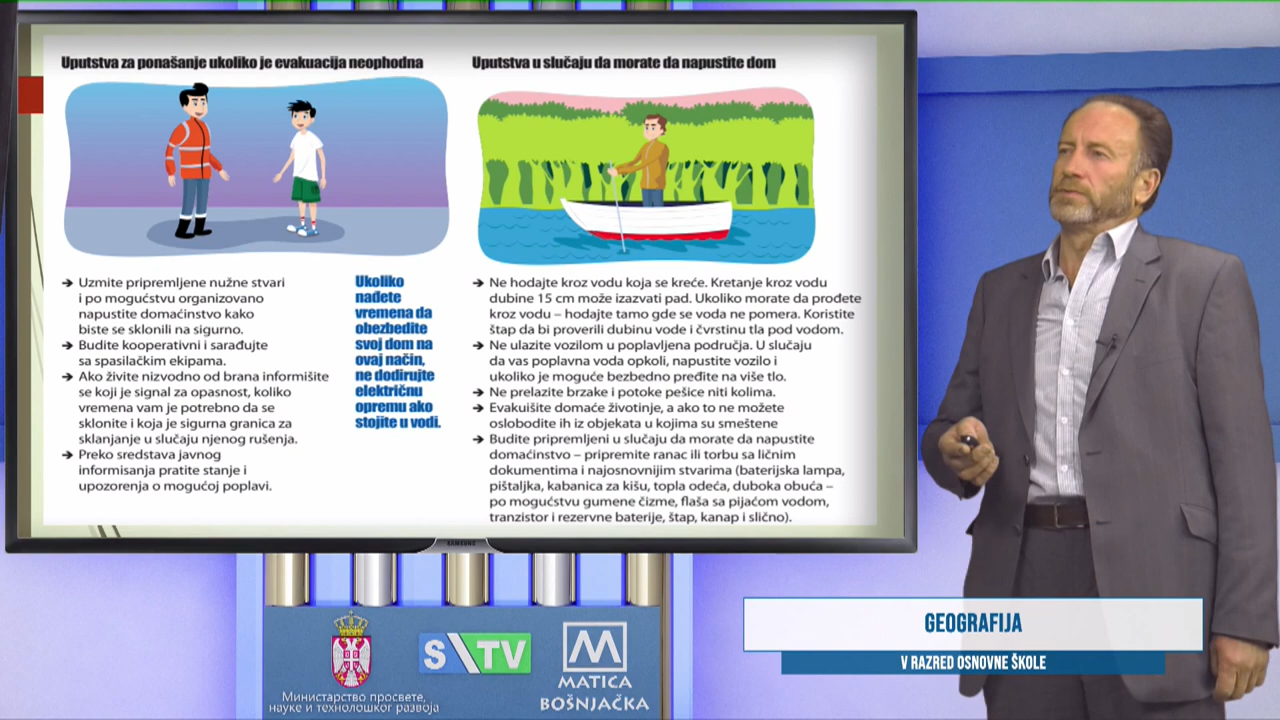 Uputstva za ponašanje ukoliko je evakuacija neophodna
Uzmite pripremljene nužne stvari
i po mogućstvu organizovano
napustite domaćinstvo kako
biste se sklonili na sigurno.
Budite kooperativni i sarađujte
sa spasilačkim ekipama.
Ako živite nizvodno od brana informišite
se koji je signal za opasnost, koliko
vremena vam je potrebno da se
sklonite i koja je sigurna granica za
sklanjanje u slučaju njenog rušenja.
Preko sredstava javnog
informisanja pratite stanje i
upozorenja o mogućoj poplavi.
Ukoliko
nađete
vremena da
obezbedite
svoj dom na
ovaj način,
ne dodirujte
električnu
opremu ako
stojite u vodi.
Uputstva u slučaju da morate da napustite dom
Ne hodajte kroz vodu koja se kreće. Kretanje kroz vodu
dubine 15 cm može izazvati pad. Ukoliko morate da prođete
kroz vodu – hodajte tamo gde se voda ne pomera. Koristite
štap da bi proverili dubinu vode i čvrstinu tla pod vodom.
Ne ulazite vozilom u poplavljena područja. U slučaju
da vas poplavna voda opkoli, napustite vozilo i
ukoliko je moguće bezbedno pređite na više tlo.
Ne prelazite brzake i potoke pešice niti kolima.
Evakuišite domaće životinje, a ako to ne možete
oslobodite ih iz objekata u kojima su smeštene
Budite pripremljeni u slučaju da morate da napustite
domaćinstvo – pripremite ranac ili torbu sa ličnim
dokumentima i najosnovnijim stvarima (baterijska lampa,
pištaljka, kabanica za kišu, topla odeća, duboka obuća –
po mogućstvu gumene čizme, flaša sa pijaćom vodom,
tranzistor i rezervne baterije, štap, kanap i slično).
SAMSUNG
Министарство просвете,
науке и технолошког развоја
S TV
M
MATICA
BOŠNJAČKA
GEOGRAFIJA
V RAZRED OSNOVNE ŠKOLE